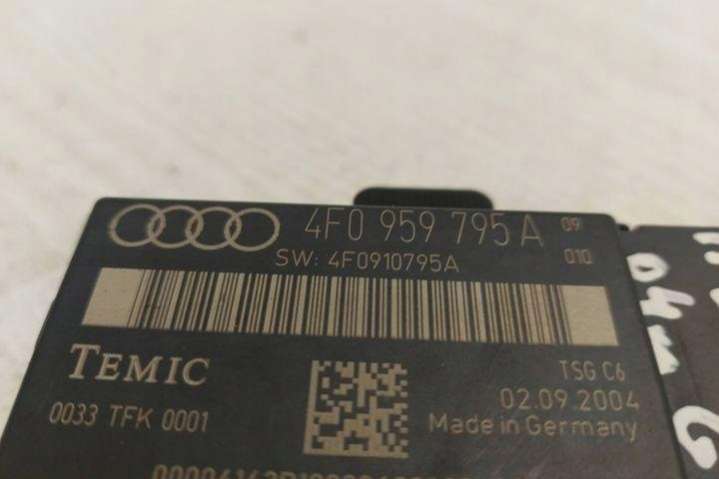 4F0 959 795 A 09
SW: 4F0910795A 010
TEMIC
TSG C6
02.09.2004
0033 TFK 0001
Made in Germany